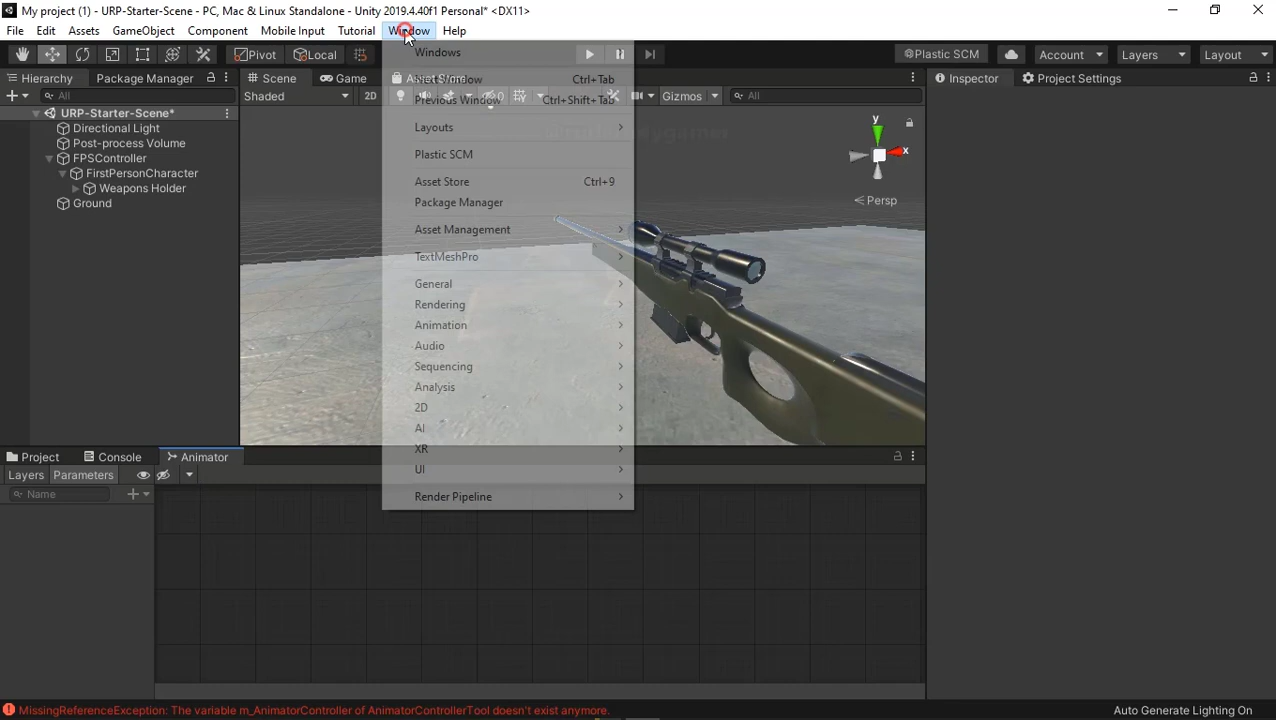 My project (1) - URP-Starter-Scene - PC, Mac & Linux Standalone - Unity 2019.4.40f1 Personal* <DX11>
File Edit Assets GameObject Component Mobile Input Tutorial Window Help
Pivot Local Plastic SCM Account Layers Layout
Hierarchy Package Manager Scene Game Asset Store Inspector Project Settings
All Shaded 2D 0 Gizmos All
URP-Starter-Scene*
Directional Light
Post-process Volume
FPSController
FirstPersonCharacter
Weapons Holder
Ground
Windows
Next Window Ctrl+Tab
Previous Window Ctrl+Shift+Tab
Layouts
Plastic SCM
Asset Store Ctrl+9
Package Manager
Asset Management
TextMeshPro
General
Rendering
Animation
Audio
Sequencing
Analysis
2D
AI
XR
UI
Render Pipeline
y
x
Persp
Project Console Animator
Layers Parameters
Name
MissingReferenceException: The variable m_AnimatorController of AnimatorControllerTool doesn't exist anymore.
Auto Generate Lighting On